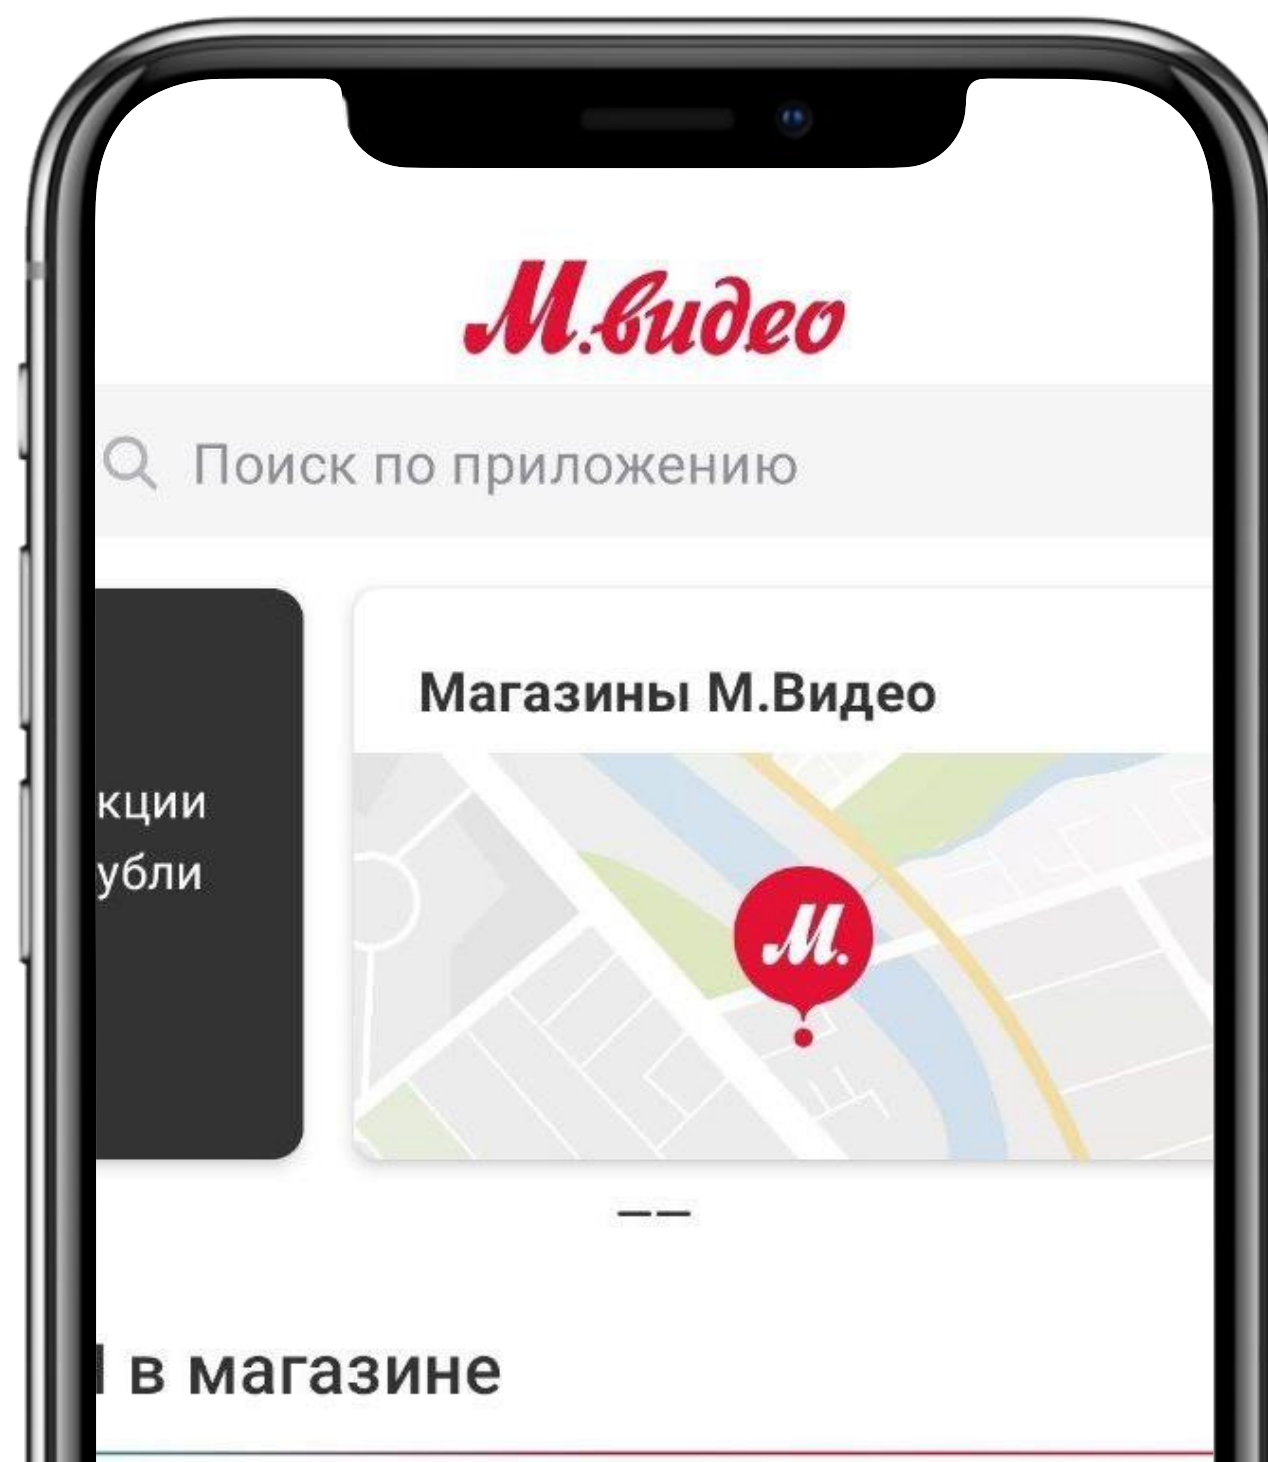 М.видео
Поиск по приложению
Магазины М.Видео
кции
убли
М.
в магазине